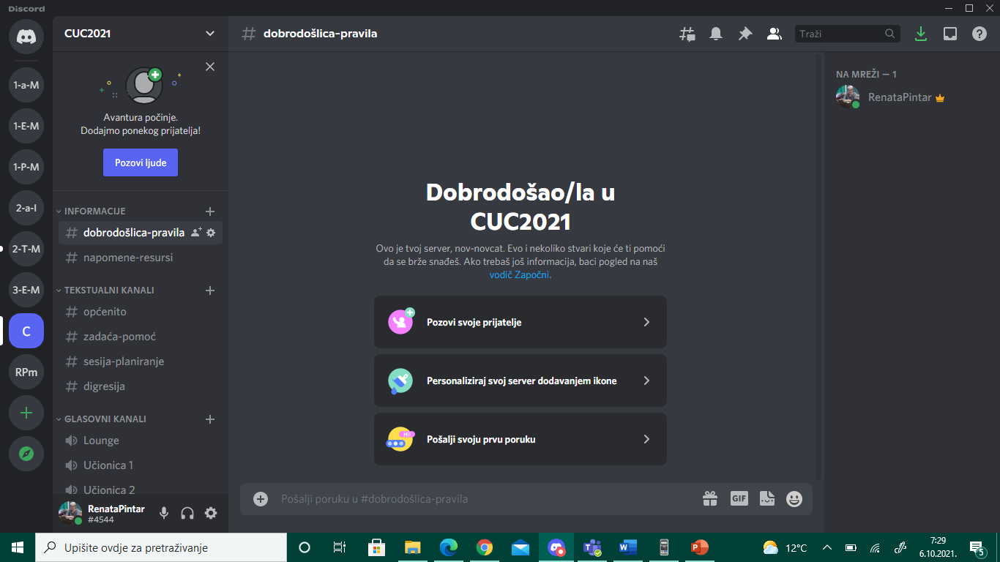 Discord
1-a-M
1-E-M
1-P-M
2-a-I
2-T-M
3-E-M
C
RPm
CUC2021
Avantura počinje.
Dodajmo ponekog prijatelja!
Pozovi ljude
INFORMACIJE
dobrodošlica-pravila
napomene-resursi
TEKSTUALNI KANALI
općenito
zadaća-pomoć
sesija-planiranje
digresija
GLASOVNI KANALI
Lounge
Učionica 1
Učionica 2
RenataPintar
#4544
# dobrodošlica-pravila
Traži
Dobrodošao/la u
CUC2021
Ovo je tvoj server, nov-novcat. Evo i nekoliko stvari koje će ti pomoći
da se brže snađeš. Ako trebaš još informacija, baci pogled na naš
vodič Započni.
Pozovi svoje prijatelje
Personaliziraj svoj server dodavanjem ikone
HI!
Pošalji svoju prvu poruku
Pošalji poruku u #dobrodošlica-pravila
GIF
NA MREŽI — 1
RenataPintar
Upišite ovdje za pretraživanje
12°C
7:29
6.10.2021.
5